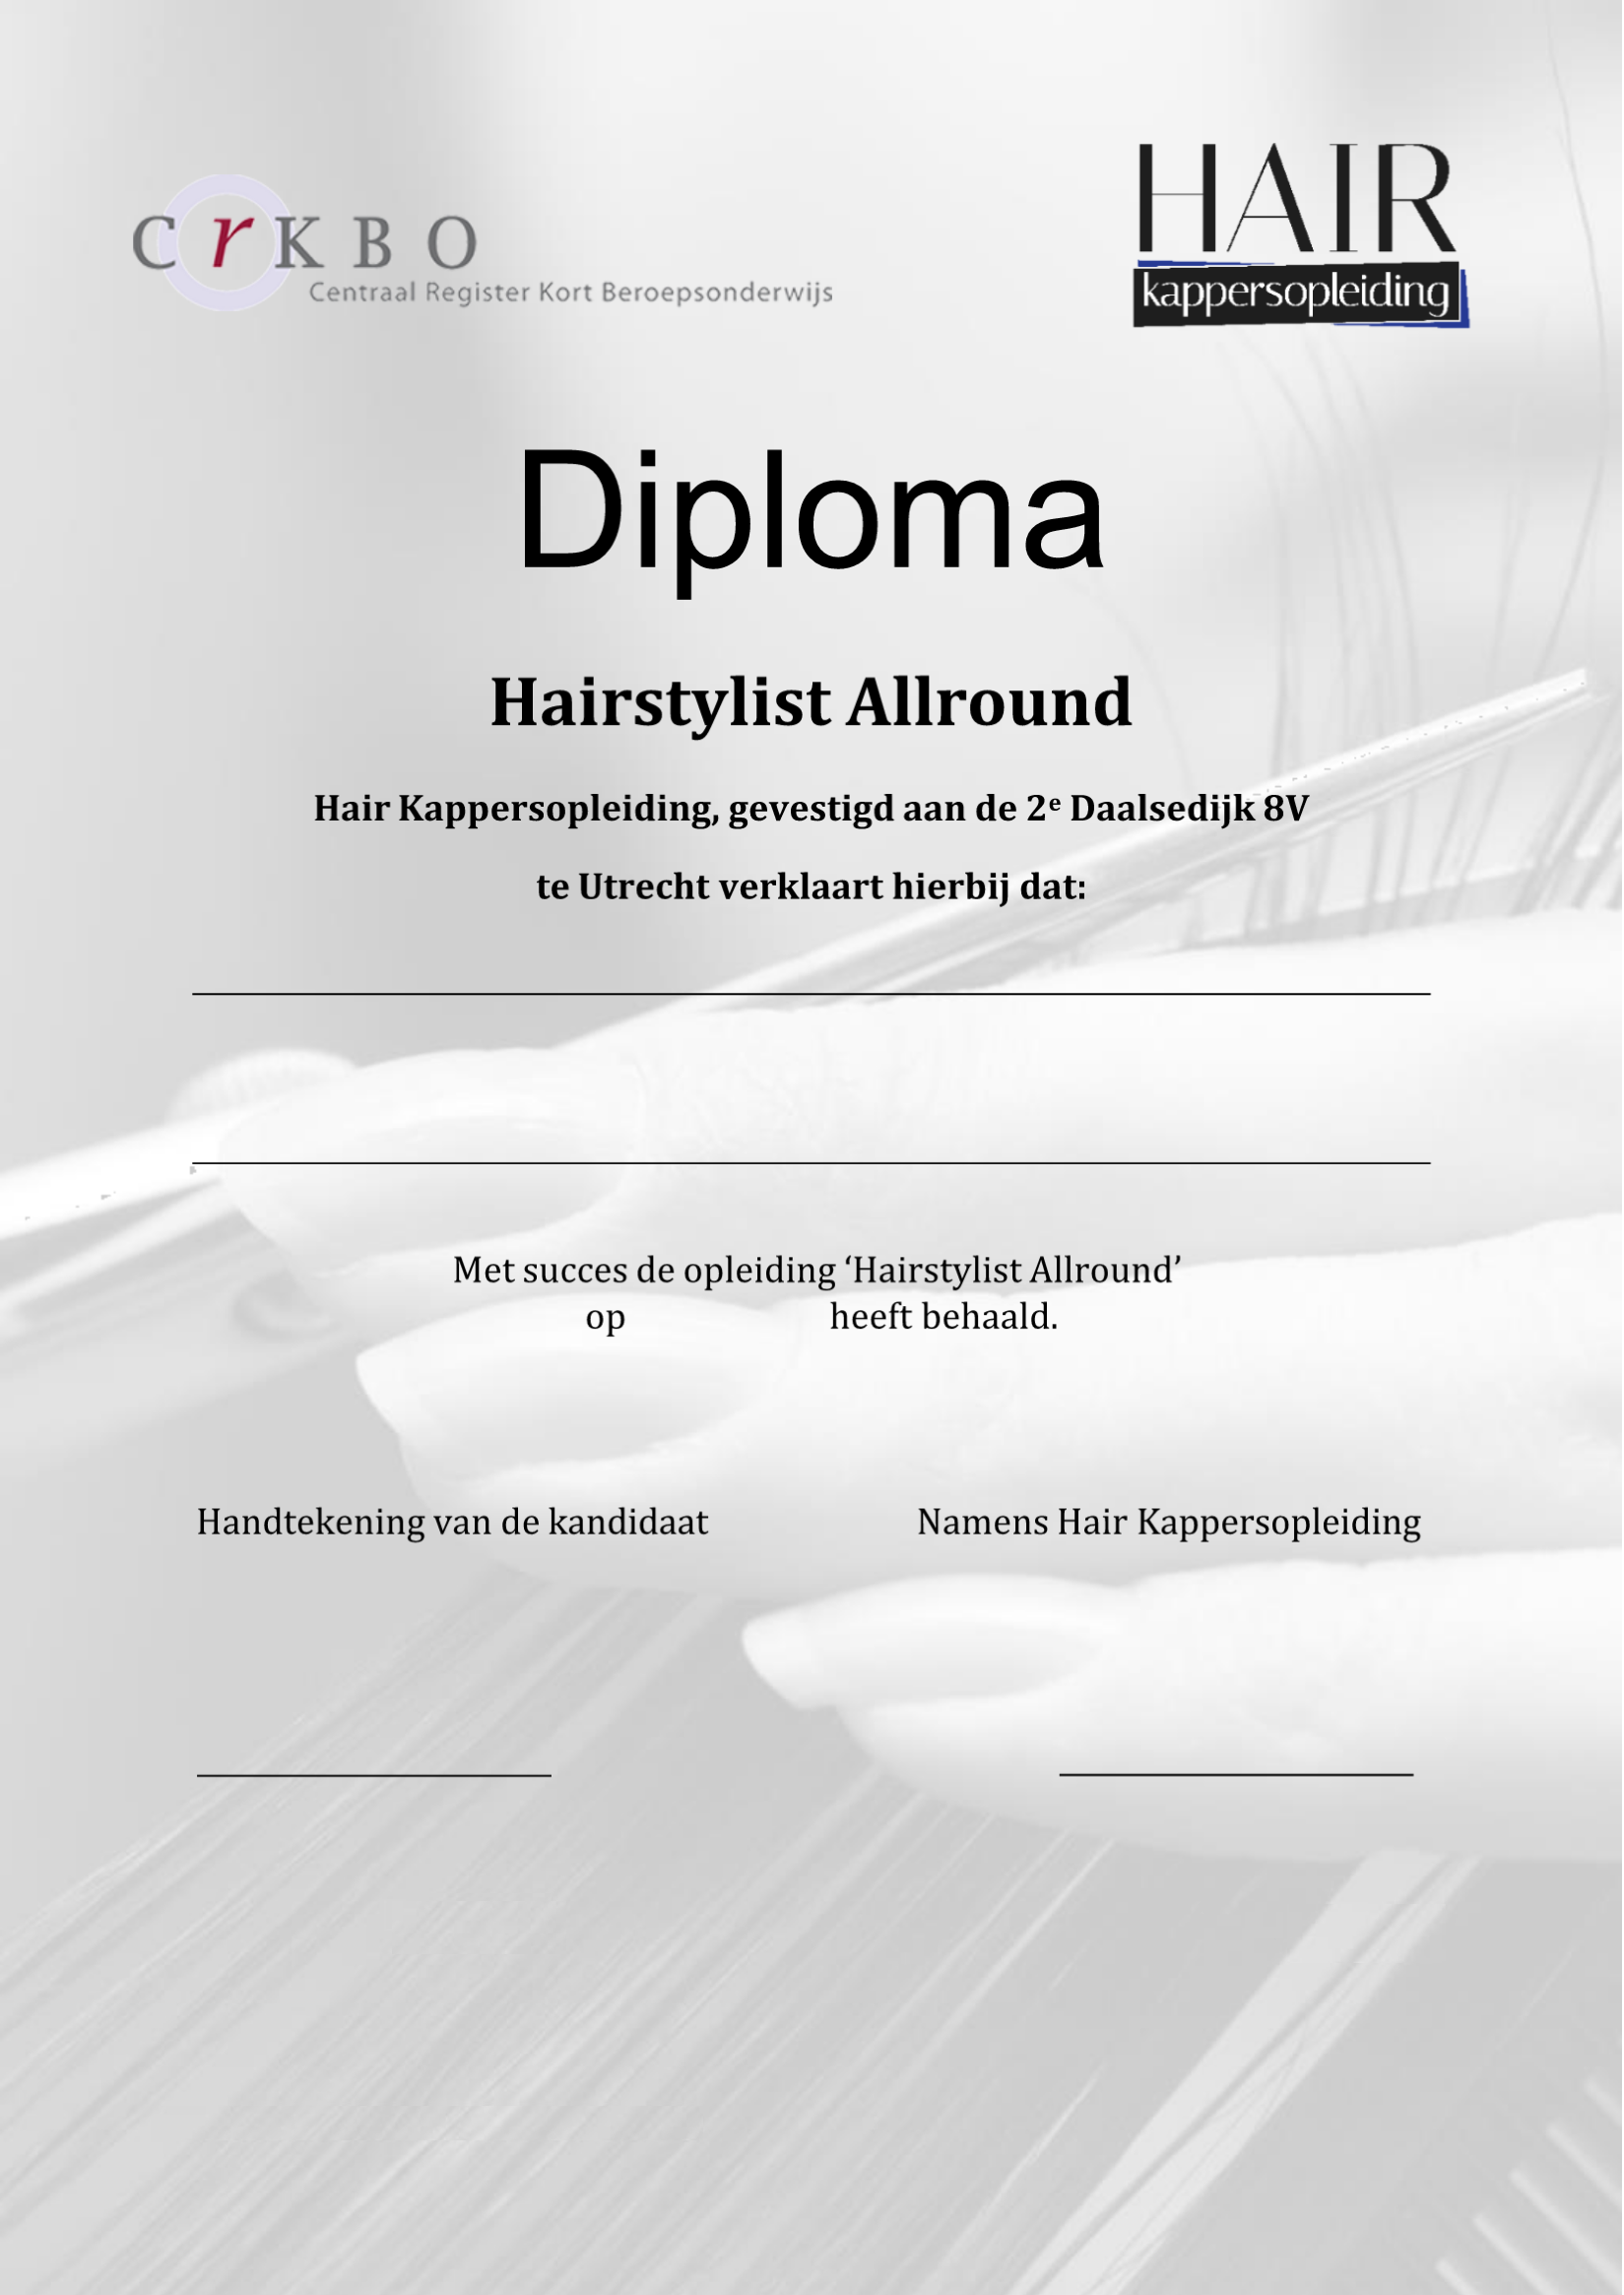 CrKBO
Centraal Register Kort Beroepsonderwijs
HAIR
kappersopleiding
Diploma
Hairstylist Allround
Hair Kappersopleiding, gevestigd aan de 2e Daalsedijk 8V
te Utrecht verklaart hierbij dat:
Met succes de opleiding ‘Hairstylist Allround’
op heeft behaald.
Handtekening van de kandidaat Namens Hair Kappersopleiding